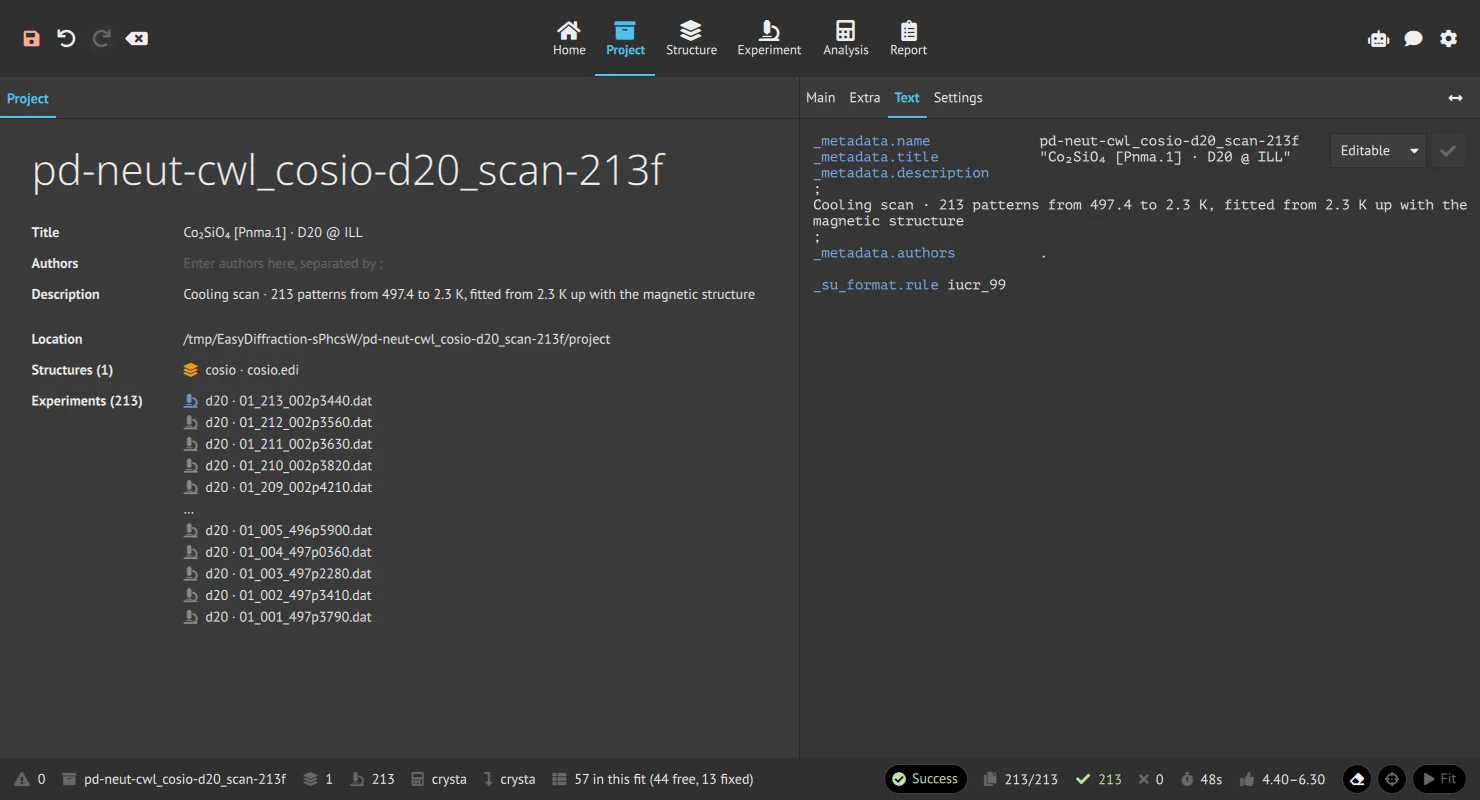 Home
Project
Structure
Experiment
Analysis
Report
Project
Main Extra Text Settings
pd-neut-cwl_cosio-d20_scan-213f
Title Co₂SiO₄ [Pnma.1] · D20 @ ILL
Authors Enter authors here, separated by ;
Description Cooling scan · 213 patterns from 497.4 to 2.3 K, fitted from 2.3 K up with the magnetic structure
Location /tmp/EasyDiffraction-sPhcsW/pd-neut-cwl_cosio-d20_scan-213f/project
Structures (1) cosio · cosio.edi
Experiments (213) d20 · 01_213_002p3440.dat
d20 · 01_212_002p3560.dat
d20 · 01_211_002p3630.dat
d20 · 01_210_002p3820.dat
d20 · 01_209_002p4210.dat
...
d20 · 01_005_496p5900.dat
d20 · 01_004_497p0360.dat
d20 · 01_003_497p2280.dat
d20 · 01_002_497p3410.dat
d20 · 01_001_497p3790.dat
_metadata.name pd-neut-cwl_cosio-d20_scan-213f
_metadata.title "Co₂SiO₄ [Pnma.1] · D20 @ ILL"
_metadata.description
;
Cooling scan · 213 patterns from 497.4 to 2.3 K, fitted from 2.3 K up with the
magnetic structure
;
_metadata.authors .
_su_format.rule iucr_99
Editable
0 pd-neut-cwl_cosio-d20_scan-213f 1 213 crysta crysta 57 in this fit (44 free, 13 fixed) Success 213/213 213 0 48s 4.40–6.30 Fit